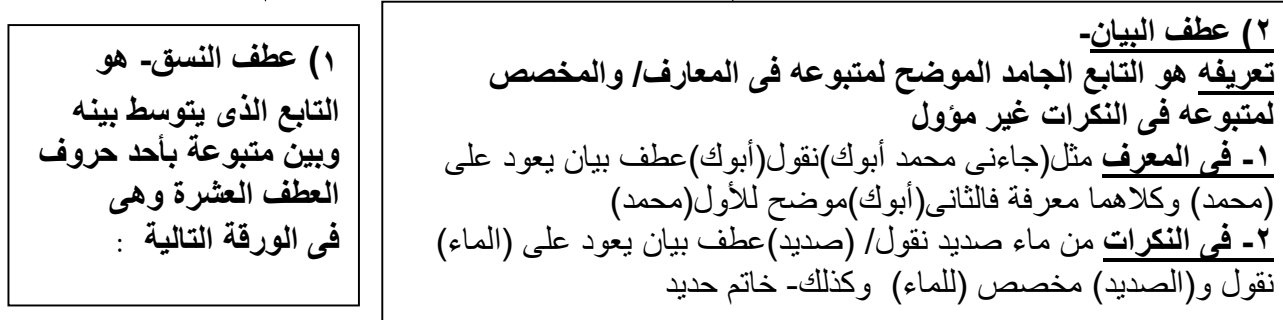 ١) عطف النسق- هو
التابع الذى يتوسط بينه
وبين متبوعة بأحد حروف
العطف العشرة وهى
فى الورقة التالية :
٢) عطف البيان-
تعريفه هو التابع الجامد الموضح لمتبوعه فى المعارف/ والمخصص
لمتبوعه فى النكرات غير مؤول
١- فى المعرف مثل(جاءنى محمد أبوك)نقول(أبوك)عطف بيان يعود على
(محمد) وكلاهما معرفة فالثانى(أبوك)موضح للأول(محمد)
٢- فى النكرات من ماء صديد نقول/ (صديد)عطف بيان يعود على (الماء)
نقول و(الصديد) مخصص (للماء) وكذلك- خاتم حديد